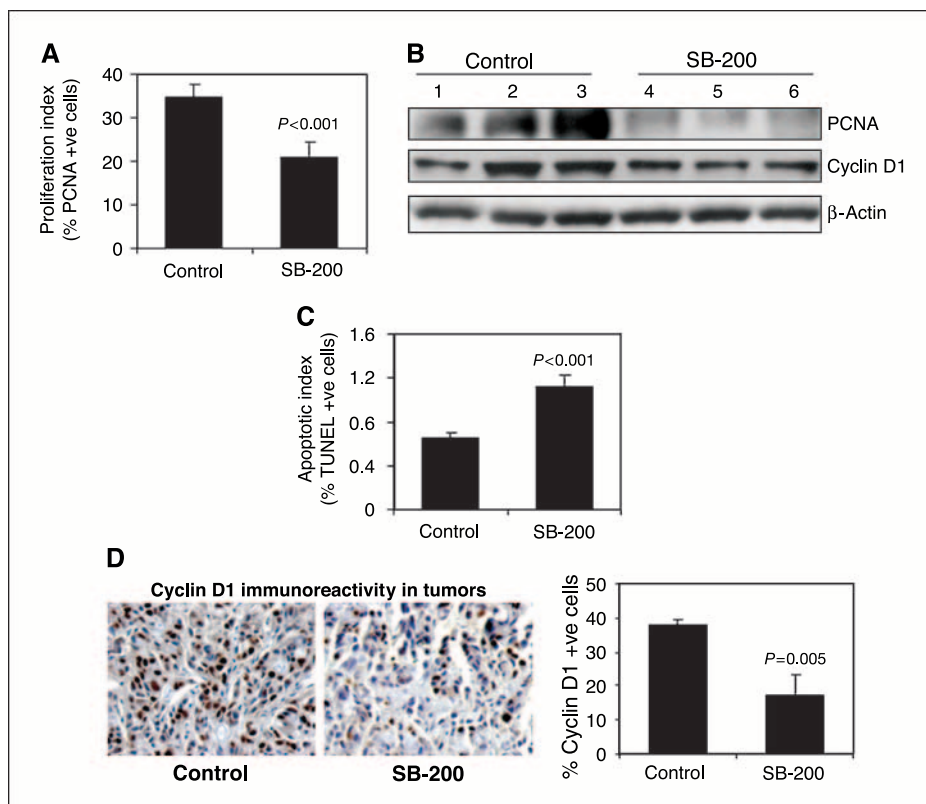 A
Proliferation index
(% PCNA +ve cells)
40
30
20
10
0
P<0.001
Control
SB-200
B
Control
SB-200
1 2 3 4 5 6
PCNA
Cyclin D1
β-Actin
C
Apoptotic index
(% TUNEL +ve cells)
1.6
1.2
0.6
0.4
0
P<0.001
Control
SB-200
D
Cyclin D1 immunoreactivity in tumors
Control
SB-200
% Cyclin D1 +ve cells
50
40
30
20
10
0
P=0.005
Control
SB-200